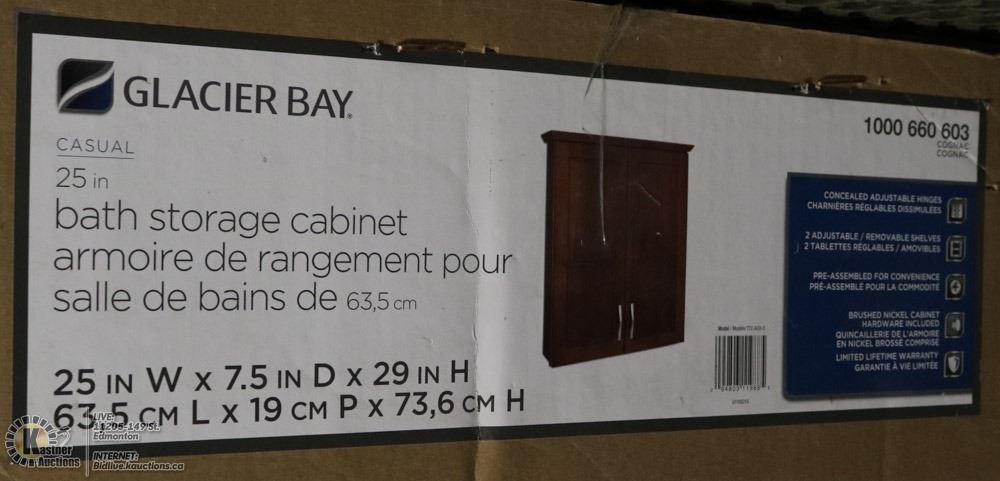 GLACIER BAY®
CASUAL
25 in
bath storage cabinet
armoire de rangement pour
salle de bains de 63,5 cm
25 IN W x 7.5 IN D x 29 IN H
63,5 CM L x 19 CM P x 73,6 CM H
1000 660 603
COGNAC
COGNAC
CONCEALED ADJUSTABLE HINGES
CHARNIÈRES RÉGLABLES DISSIMULÉES
2 ADJUSTABLE / REMOVABLE SHELVES
2 TABLETTES RÉGLABLES / AMOVIBLES
PRE-ASSEMBLED FOR CONVENIENCE
PRÉ-ASSEMBLÉ POUR LA COMMODITÉ
BRUSHED NICKEL CABINET
HARDWARE INCLUDED
QUINCAILLERIE DE L'ARMOIRE
EN NICKEL BROSSÉ COMPRISE
LIMITED LIFETIME WARRANTY
GARANTIE À VIE LIMITÉE
Model / Modèle
Kastner
Auctions
LIVE:
11205-149 St.
Edmonton
INTERNET:
Bidlive.kauctions.ca